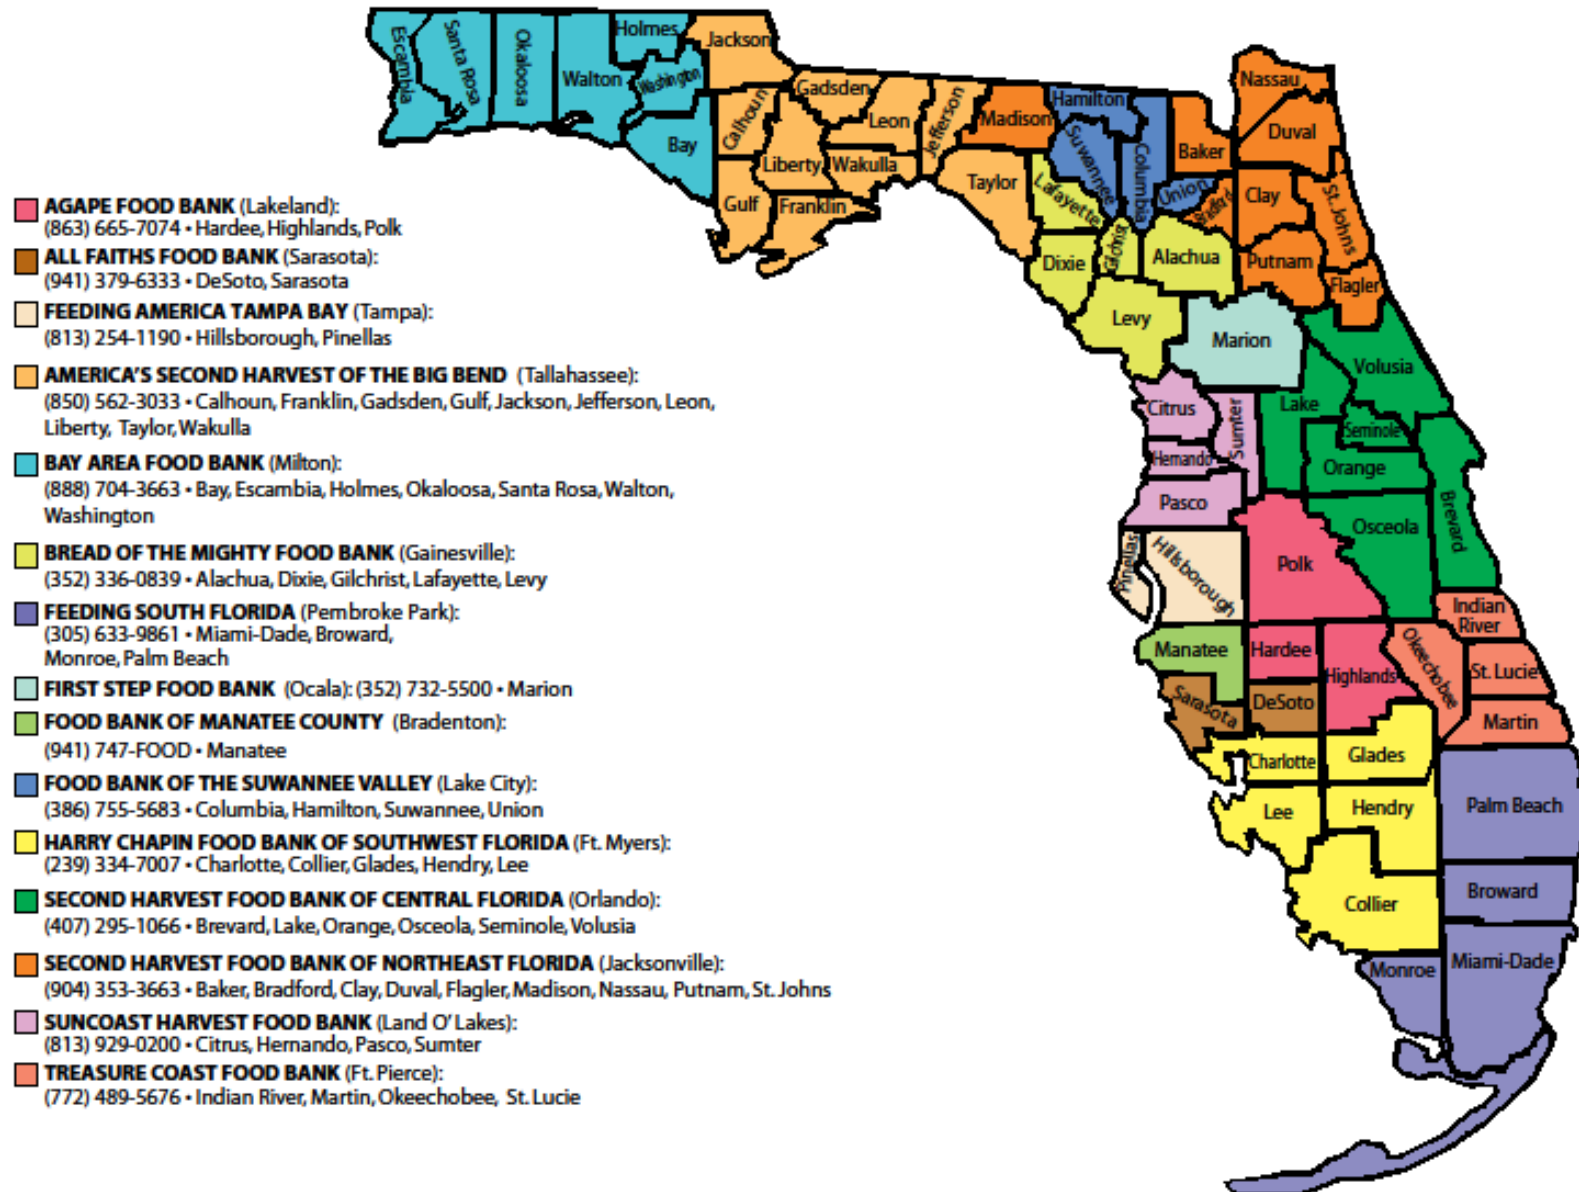 AGAPE FOOD BANK (Lakeland):
(863) 665-7074 • Hardee, Highlands, Polk
ALL FAITHS FOOD BANK (Sarasota):
(941) 379-6333 • DeSoto, Sarasota
FEEDING AMERICA TAMPA BAY (Tampa):
(813) 254-1190 • Hillsborough, Pinellas
AMERICA'S SECOND HARVEST OF THE BIG BEND (Tallahassee):
(850) 562-3033 • Calhoun, Franklin, Gadsden, Gulf, Jackson, Jefferson, Leon,
Liberty, Taylor, Wakulla
BAY AREA FOOD BANK (Milton):
(888) 704-3663 • Bay, Escambia, Holmes, Okaloosa, Santa Rosa, Walton,
Washington
BREAD OF THE MIGHTY FOOD BANK (Gainesville):
(352) 336-0839 • Alachua, Dixie, Gilchrist, Lafayette, Levy
FEEDING SOUTH FLORIDA (Pembroke Park):
(305) 633-9861 • Miami-Dade, Broward,
Monroe, Palm Beach
FIRST STEP FOOD BANK (Ocala): (352) 732-5500 • Marion
FOOD BANK OF MANATEE COUNTY (Bradenton):
(941) 747-FOOD • Manatee
FOOD BANK OF THE SUWANNEE VALLEY (Lake City):
(386) 755-5683 • Columbia, Hamilton, Suwannee, Union
HARRY CHAPIN FOOD BANK OF SOUTHWEST FLORIDA (Ft. Myers):
(239) 334-7007 • Charlotte, Collier, Glades, Hendry, Lee
SECOND HARVEST FOOD BANK OF CENTRAL FLORIDA (Orlando):
(407) 295-1066 • Brevard, Lake, Orange, Osceola, Seminole, Volusia
SECOND HARVEST FOOD BANK OF NORTHEAST FLORIDA (Jacksonville):
(904) 353-3663 • Baker, Bradford, Clay, Duval, Flagler, Madison, Nassau, Putnam, St. Johns
SUNCOAST HARVEST FOOD BANK (Land O' Lakes):
(813) 929-0200 • Citrus, Hernando, Pasco, Sumter
TREASURE COAST FOOD BANK (Ft. Pierce):
(772) 489-5676 • Indian River, Martin, Okeechobee, St. Lucie
Escambia
Santa Rosa
Okaloosa
Walton
Holmes
Washington
Bay
Jackson
Calhoun
Gulf
Liberty
Franklin
Gadsden
Leon
Wakulla
Jefferson
Madison
Taylor
Hamilton
Suwannee
Columbia
Lafayette
Dixie
Gilchrist
Levy
Alachua
Union
Bradford
Baker
Nassau
Duval
Clay
St. Johns
Putnam
Flagler
Marion
Volusia
Citrus
Sumter
Lake
Seminole
Hernando
Orange
Pasco
Osceola
Brevard
Pinellas
Hillsborough
Polk
Indian
River
Manatee
Hardee
Highlands
Okeechobee
St. Lucie
Sarasota
DeSoto
Martin
Charlotte
Glades
Lee
Hendry
Palm Beach
Collier
Broward
Monroe
Miami-Dade